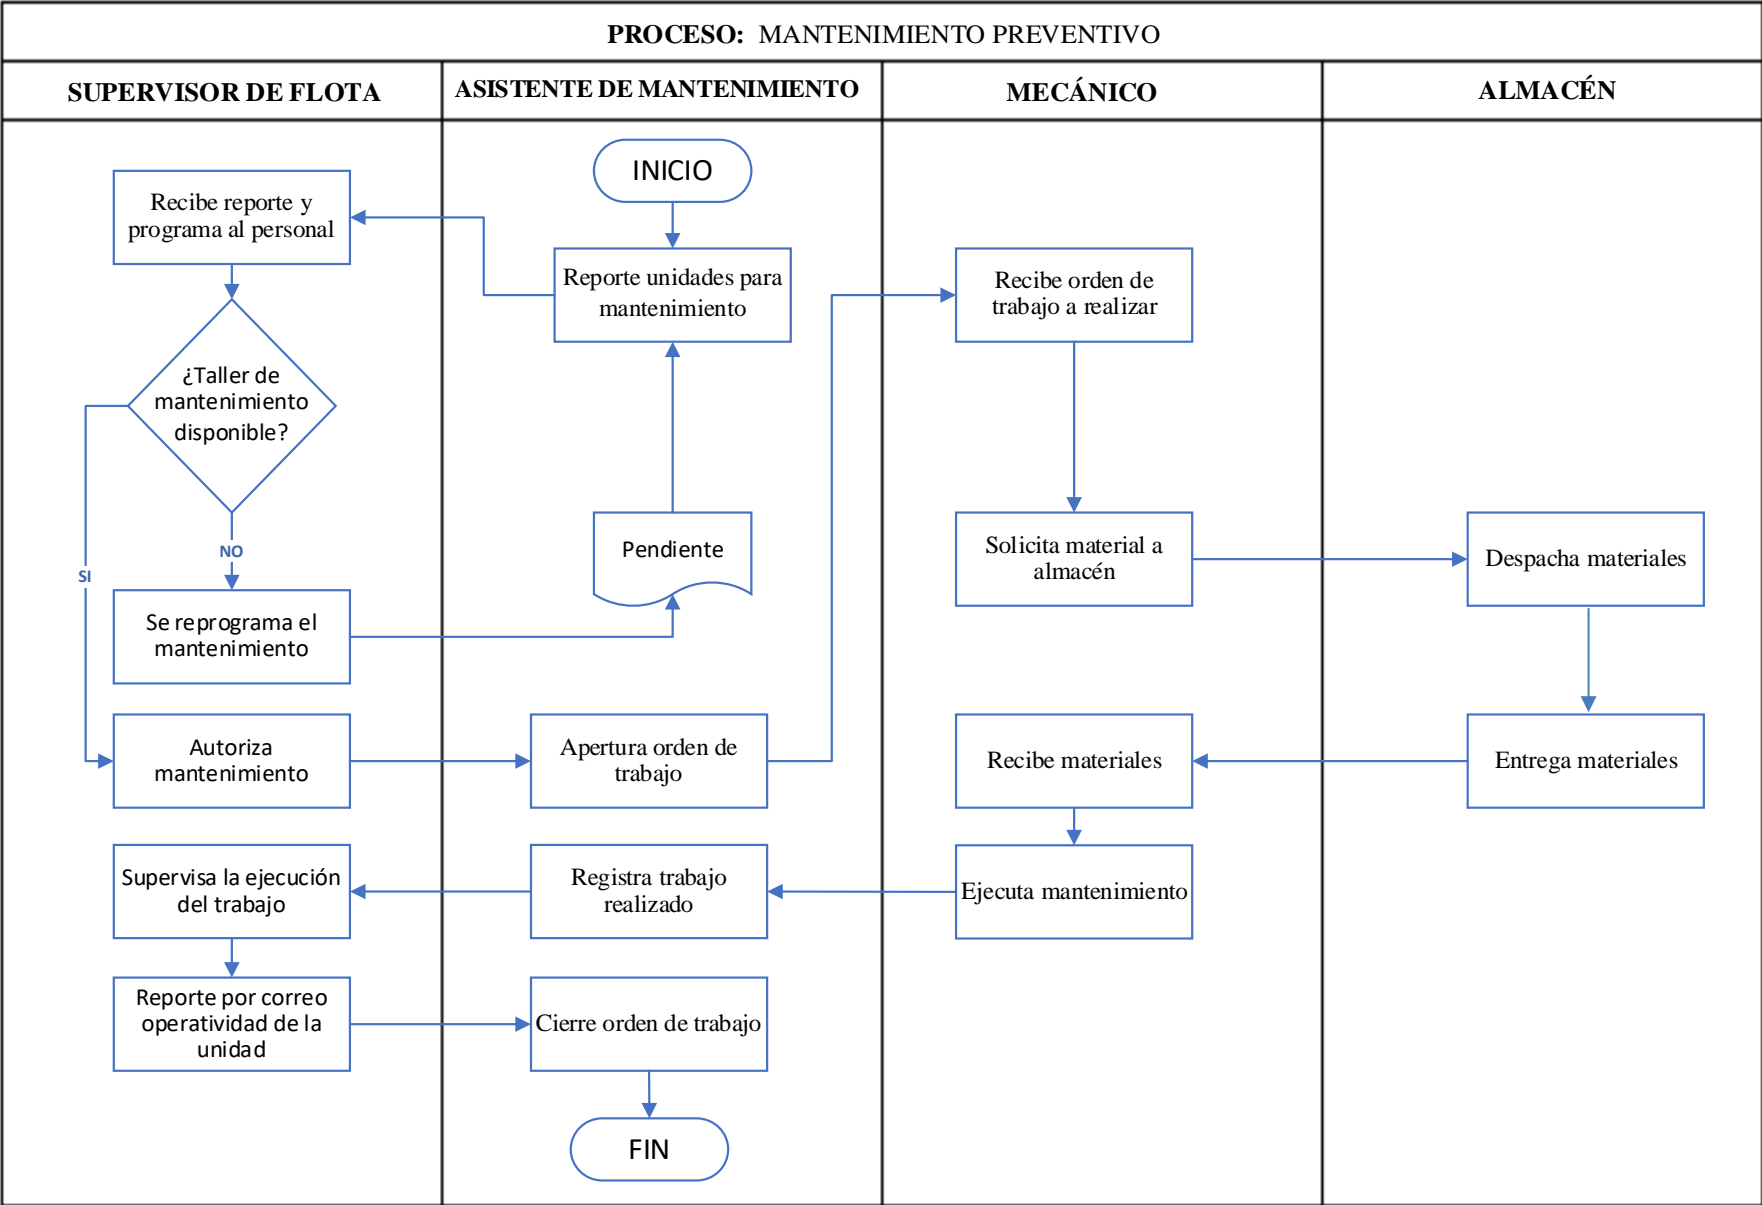 PROCESO: MANTENIMIENTO PREVENTIVO
SUPERVISOR DE FLOTA
ASISTENTE DE MANTENIMIENTO
MECÁNICO
ALMACÉN
INICIO
Recibe reporte y
programa al personal
Reporte unidades para
mantenimiento
Recibe orden de
trabajo a realizar
¿Taller de
mantenimiento
disponible?
NO
SI
Pendiente
Solicita material a
almacén
Despacha materiales
Se reprograma el
mantenimiento
Autoriza
mantenimiento
Apertura orden de
trabajo
Recibe materiales
Entrega materiales
Supervisa la ejecución
del trabajo
Registra trabajo
realizado
Ejecuta mantenimiento
Reporte por correo
operatividad de la
unidad
Cierre orden de trabajo
FIN